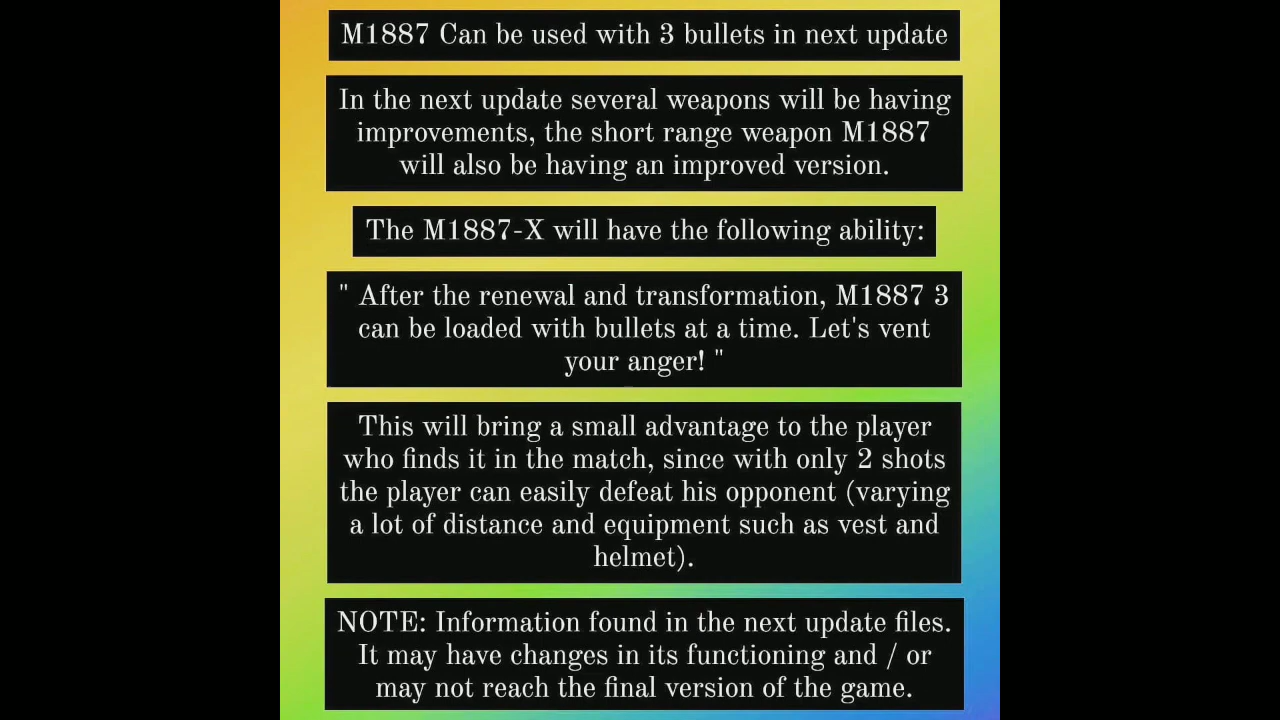 M1887 Can be used with 3 bullets in next update
In the next update several weapons will be having
improvements, the short range weapon M1887
will also be having an improved version.
The M1887-X will have the following ability:
" After the renewal and transformation, M1887 3
can be loaded with bullets at a time. Let's vent
your anger! "
This will bring a small advantage to the player
who finds it in the match, since with only 2 shots
the player can easily defeat his opponent (varying
a lot of distance and equipment such as vest and
helmet).
NOTE: Information found in the next update files.
It may have changes in its functioning and / or
may not reach the final version of the game.